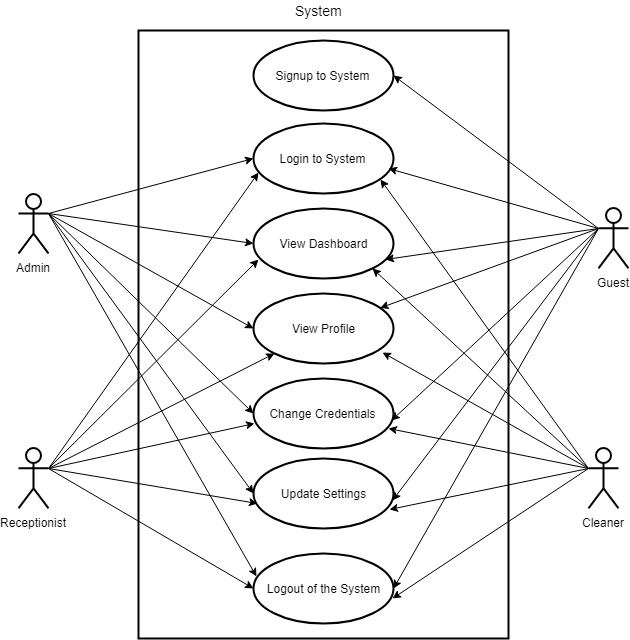 System
Signup to System
Login to System
View Dashboard
Admin
Guest
View Profile
Change Credentials
Update Settings
Receptionist
Cleaner
Logout of the System